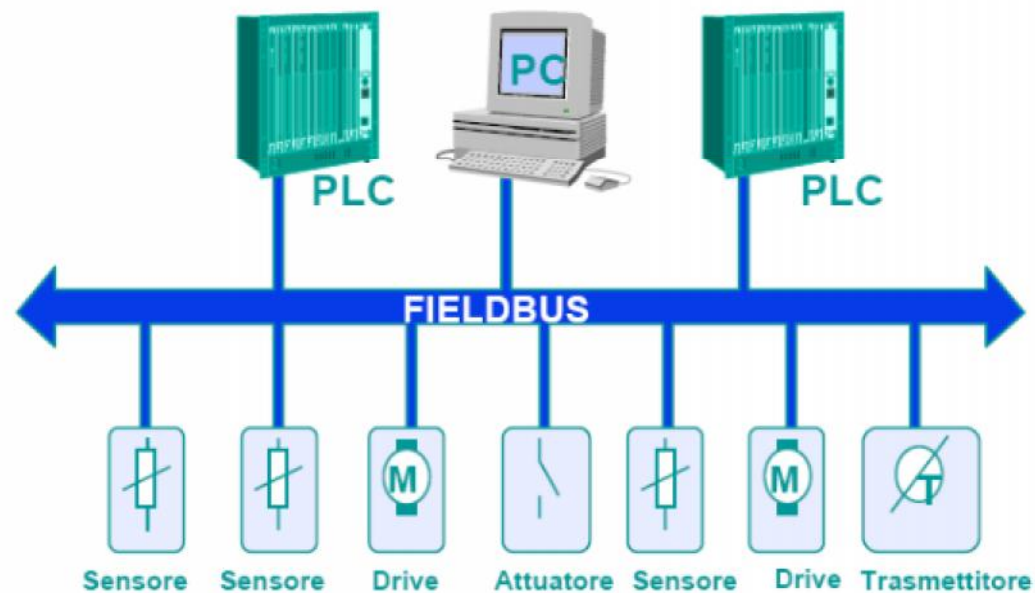 PC
PLC
PLC
FIELDBUS
M
M
T
Sensore
Sensore
Drive
Attuatore
Sensore
Drive
Trasmettitore